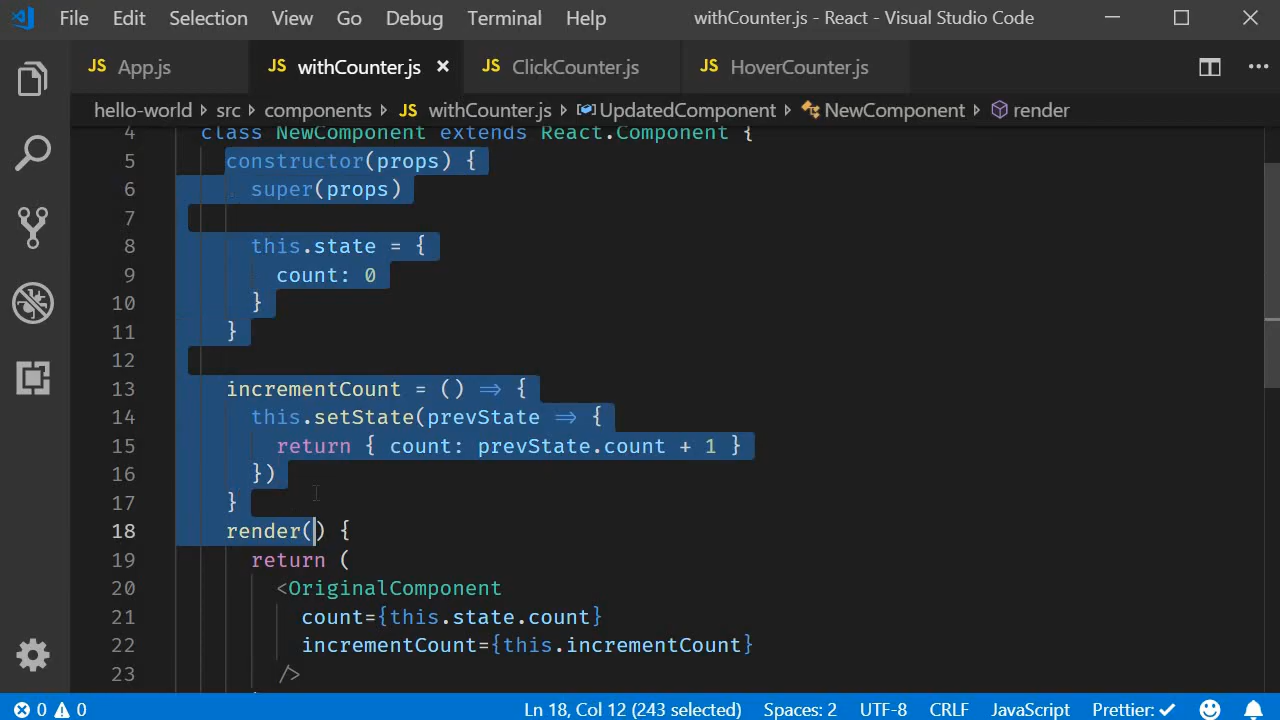 File Edit Selection View Go Debug Terminal Help withCounter.js - React - Visual Studio Code
JS App.js JS withCounter.js × JS ClickCounter.js JS HoverCounter.js ···
hello-world › src › components › JS withCounter.js › UpdatedComponent › NewComponent › render
4 class NewComponent extends React.Component {
5 constructor(props) {
6 super(props)
7
8 this.state = {
9 count: 0
10 }
11 }
12
13 incrementCount = () => {
14 this.setState(prevState => {
15 return { count: prevState.count + 1 }
16 })
17 }
18 render() {
19 return (
20 <OriginalComponent
21 count={this.state.count}
22 incrementCount={this.incrementCount}
23 />
0 0 Ln 18, Col 12 (243 selected) Spaces: 2 UTF-8 CRLF JavaScript Prettier: ✓